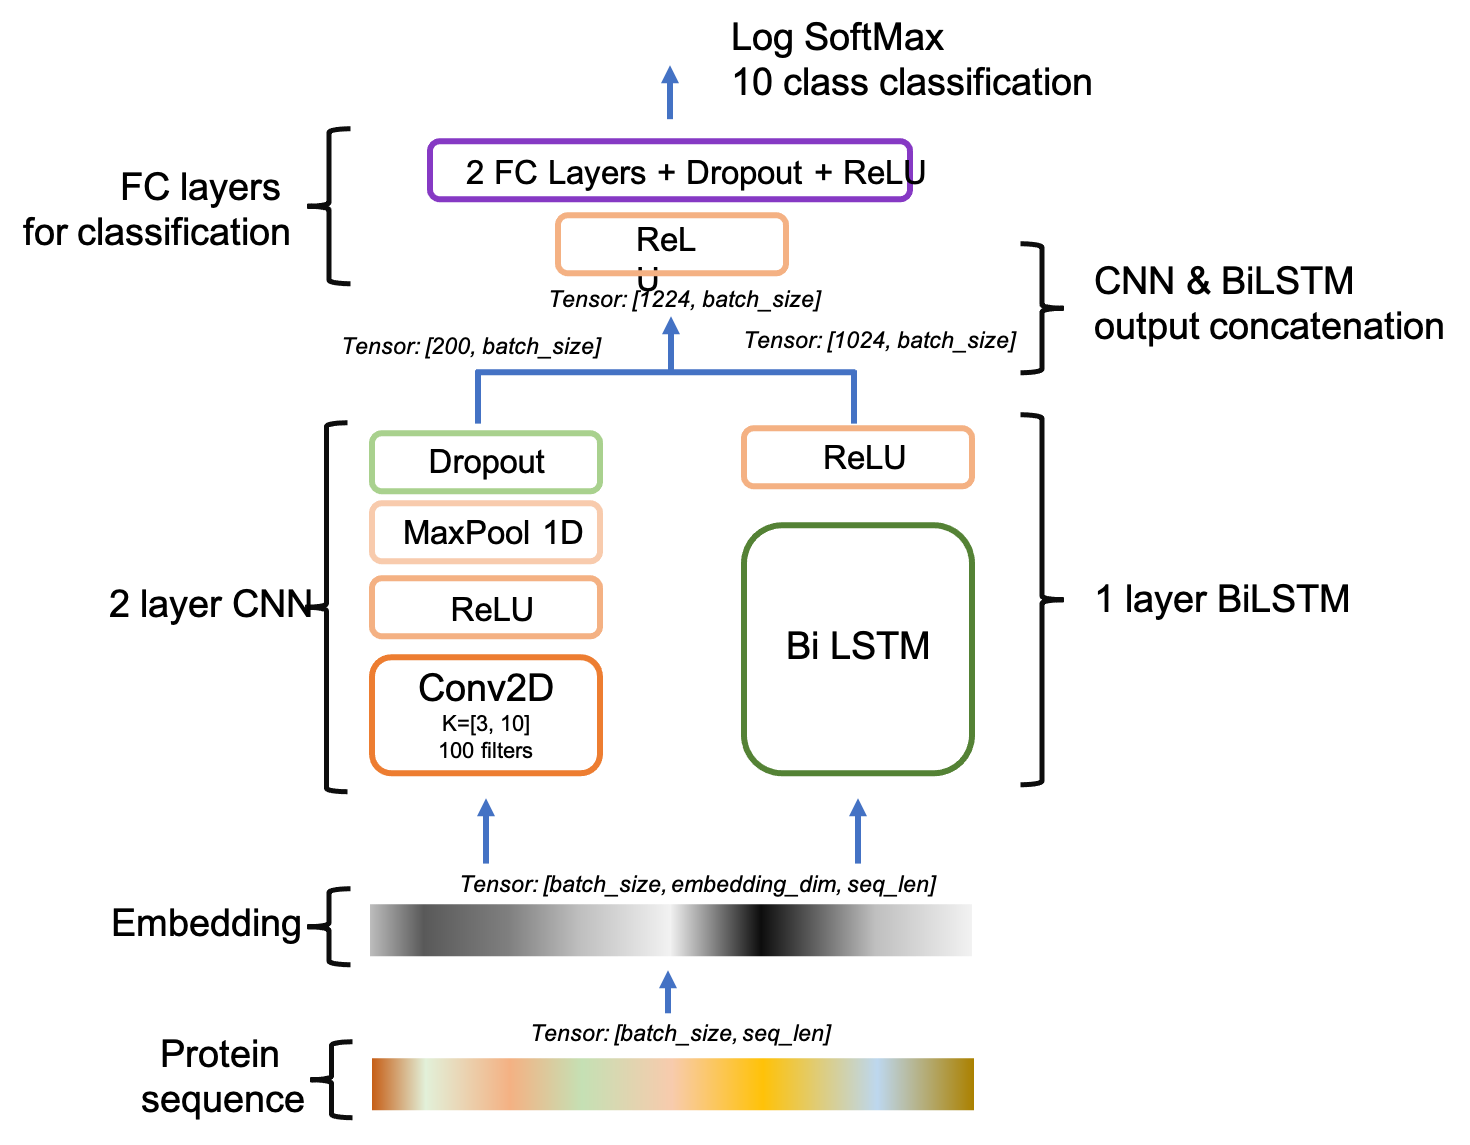 Log SoftMax
10 class classification
2 FC Layers + Dropout + ReLU
FC layers
for classification
ReL
U
Tensor: [1224, batch_size]
CNN & BiLSTM
output concatenation
Tensor: [200, batch_size]
Tensor: [1024, batch_size]
Dropout
MaxPool 1D
ReLU
Conv2D
K=[3, 10]
100 filters
2 layer CNN
ReLU
Bi LSTM
1 layer BiLSTM
Tensor: [batch_size, embedding_dim, seq_len]
Embedding
Tensor: [batch_size, seq_len]
Protein
sequence